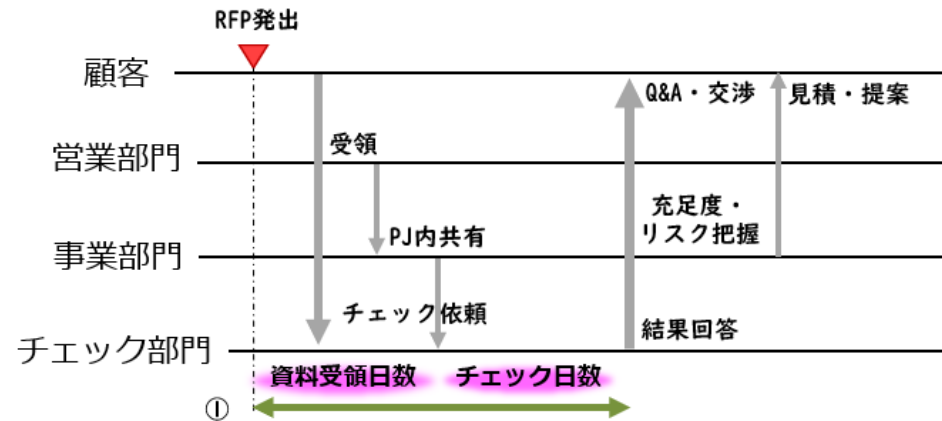 RFP発出
顧客
Q&A・交渉
見積・提案
受領
営業部門
充足度・
リスク把握
PJ内共有
事業部門
チェック依頼
結果回答
チェック部門
資料受領日数
チェック日数
①